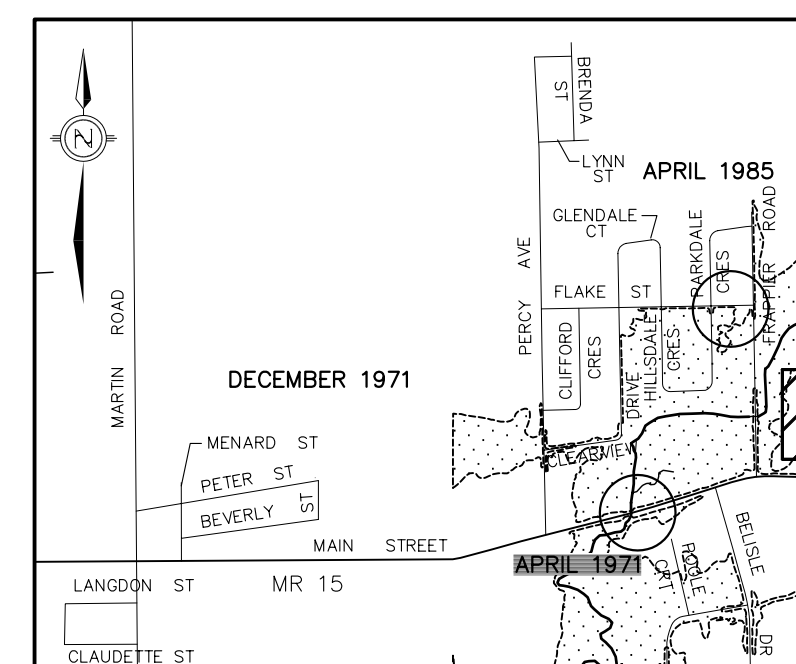 BRENDA
ST
LYNN
ST
APRIL 1985
GLENDALE
CT
PARKDALE
CRES
FRAPPIER ROAD
PERCY AVE
FLAKE ST
MARTIN ROAD
CLIFFORD
CRES
DRIVE
HILLSDALE
CRES
DECEMBER 1971
MENARD ST
PETER ST
BEVERLY ST
CLEARVIEW
MAIN STREET
APRIL 1971
BELISLE
DR
CRT
LANGDON ST
MR 15
CLAUDETTE ST
N